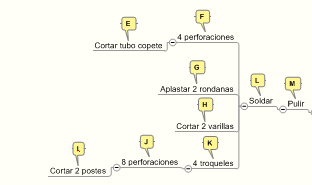 F
E
4 perforaciones
Cortar tubo copete
G
Aplastar 2 rondanas
L
M
H
Soldar
Pulir
Cortar 2 varillas
J
K
I
8 perforaciones
4 troqueles
Cortar 2 postes